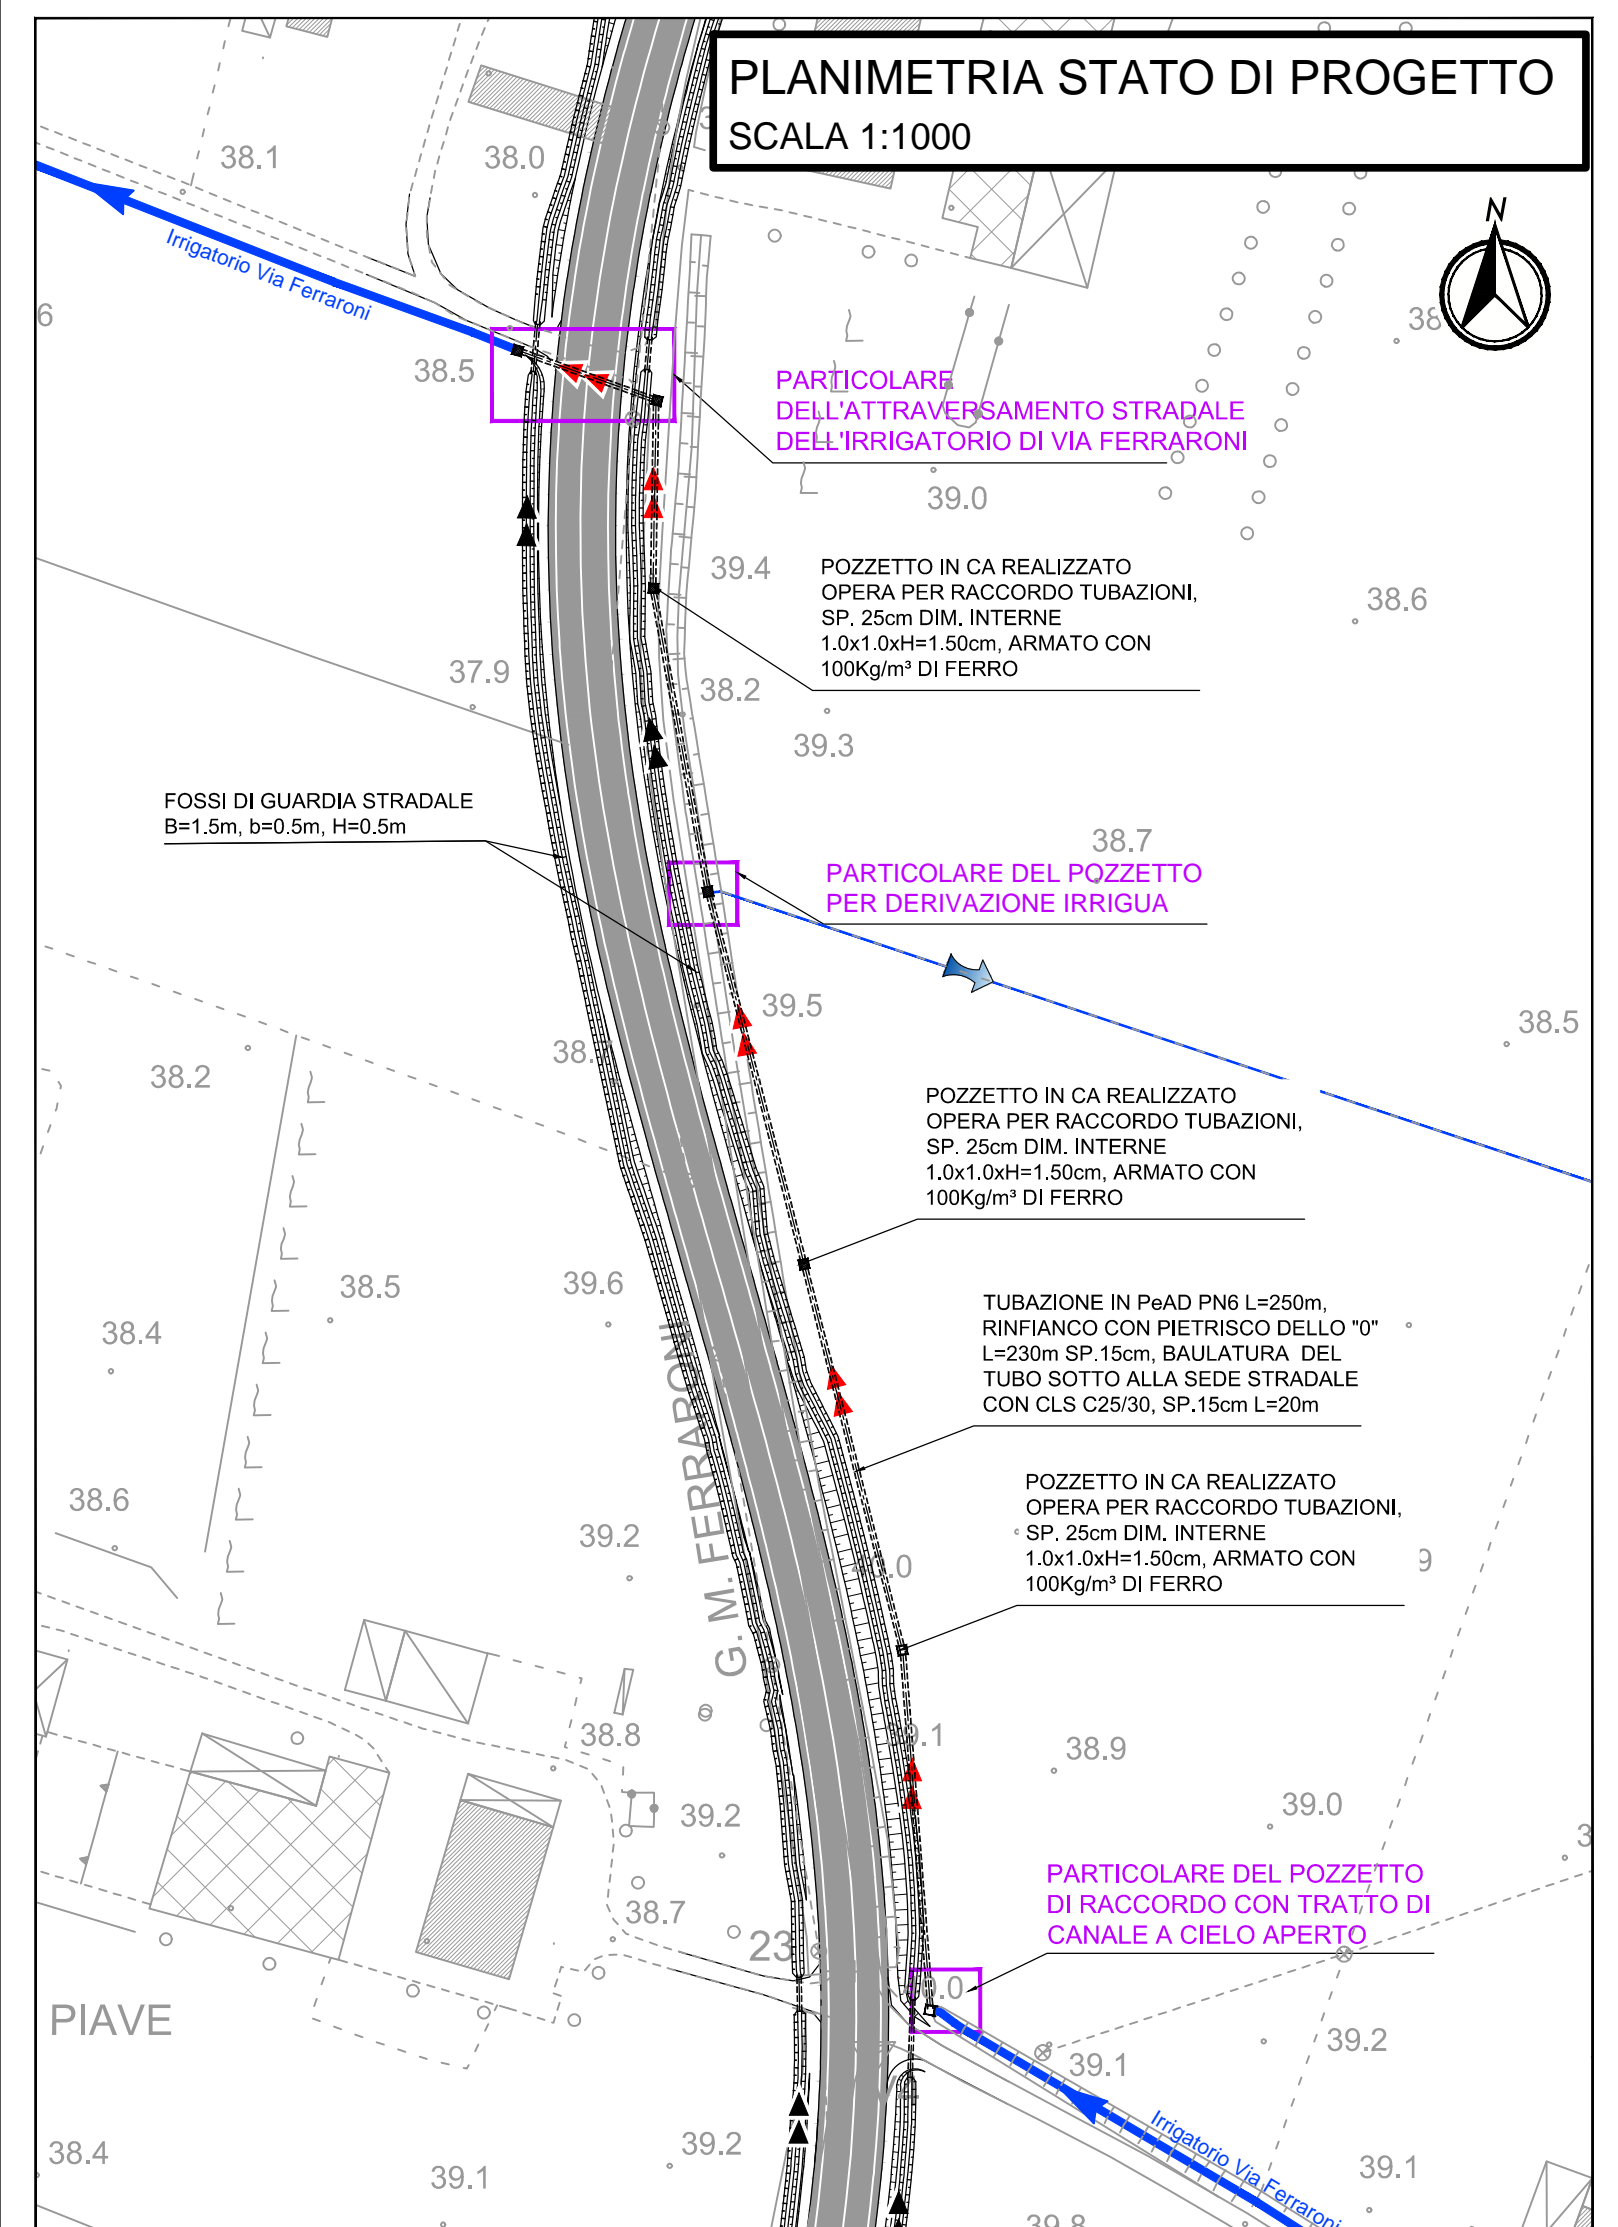 PLANIMETRIA STATO DI PROGETTO
SCALA 1:1000
N
38.1
38.0
Irrigatorio Via Ferraroni
38.5
PARTICOLARE
DELL'ATTRAVERSAMENTO STRADALE
DELL'IRRIGATORIO DI VIA FERRARONI
39.0
39.4
POZZETTO IN CA REALIZZATO
OPERA PER RACCORDO TUBAZIONI,
SP. 25cm DIM. INTERNE
1.0x1.0xH=1.50cm, ARMATO CON
100Kg/m³ DI FERRO
38.6
37.9
38.2
39.3
FOSSI DI GUARDIA STRADALE
B=1.5m, b=0.5m, H=0.5m
38.7
PARTICOLARE DEL POZZETTO
PER DERIVAZIONE IRRIGUA
39.5
38.5
38.2
POZZETTO IN CA REALIZZATO
OPERA PER RACCORDO TUBAZIONI,
SP. 25cm DIM. INTERNE
1.0x1.0xH=1.50cm, ARMATO CON
100Kg/m³ DI FERRO
38.5
39.6
38.4
TUBAZIONE IN PeAD PN6 L=250m,
RINFIANCO CON PIETRISCO DELLO "0"
L=230m SP.15cm, BAULATURA DEL
TUBO SOTTO ALLA SEDE STRADALE
CON CLS C25/30, SP.15cm L=20m
G. M. FERRARONI
38.6
39.2
POZZETTO IN CA REALIZZATO
OPERA PER RACCORDO TUBAZIONI,
SP. 25cm DIM. INTERNE
1.0x1.0xH=1.50cm, ARMATO CON
100Kg/m³ DI FERRO
38.8
39.1
38.9
39.2
39.0
PARTICOLARE DEL POZZETTO
DI RACCORDO CON TRATTO DI
CANALE A CIELO APERTO
38.7
23
PIAVE
39.2
39.1
Irrigatorio Via Ferraroni
38.4
39.2
39.1
39.1
39.8